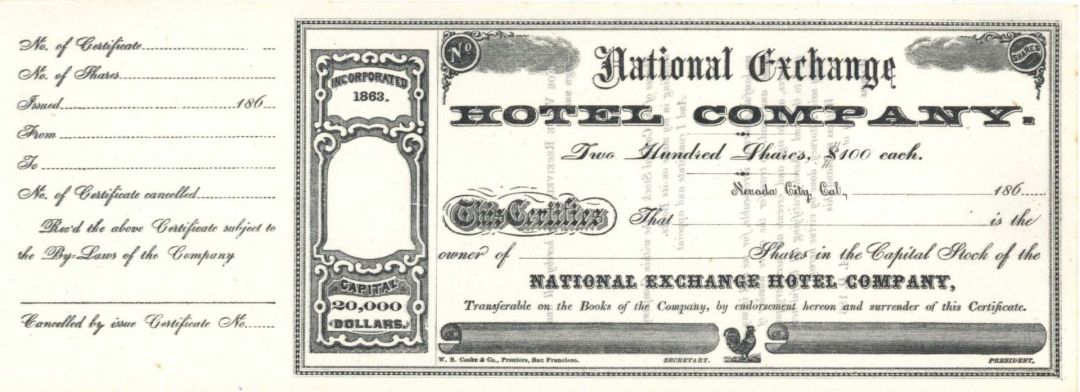 No. of Certificate
No. of Shares
Issued 186
From
To
No. of Certificate cancelled
Rec'd the above Certificate subject to
the By-Laws of the Company
Cancelled by issue Certificate No.
INCORPORATED
1863.
CAPITAL
20,000
DOLLARS.
No
SHARES
National Exchange
HOTEL COMPANY.
Two Hundred Shares, $100 each.
Nevada City, Cal., 186
This Certifies That is the
owner of Shares in the Capital Stock of the
NATIONAL EXCHANGE HOTEL COMPANY,
Transferable on the Books of the Company, by endorsement hereon and surrender of this Certificate.
W. B. Cooke & Co., Printers, San Francisco. SECRETARY. PRESIDENT.